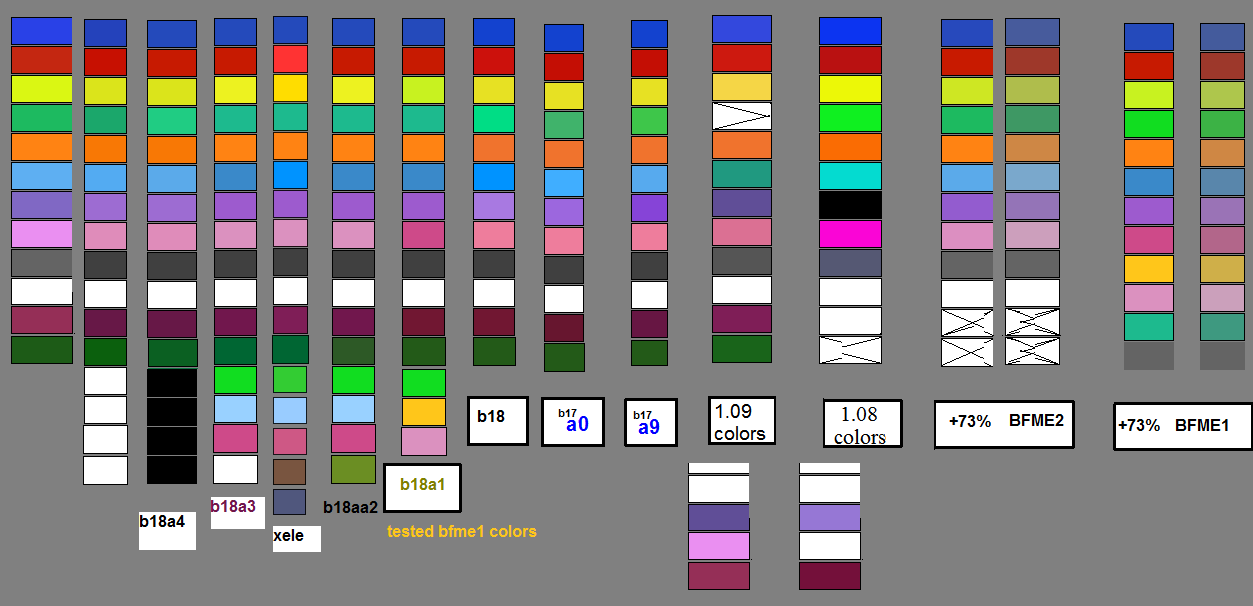 b18
b17
a0
b17
a9
1.09
colors
1.08
colors
+73% BFME2
+73% BFME1
b18a4
b18a3
xele
b18aa2
b18a1
tested bfme1 colors